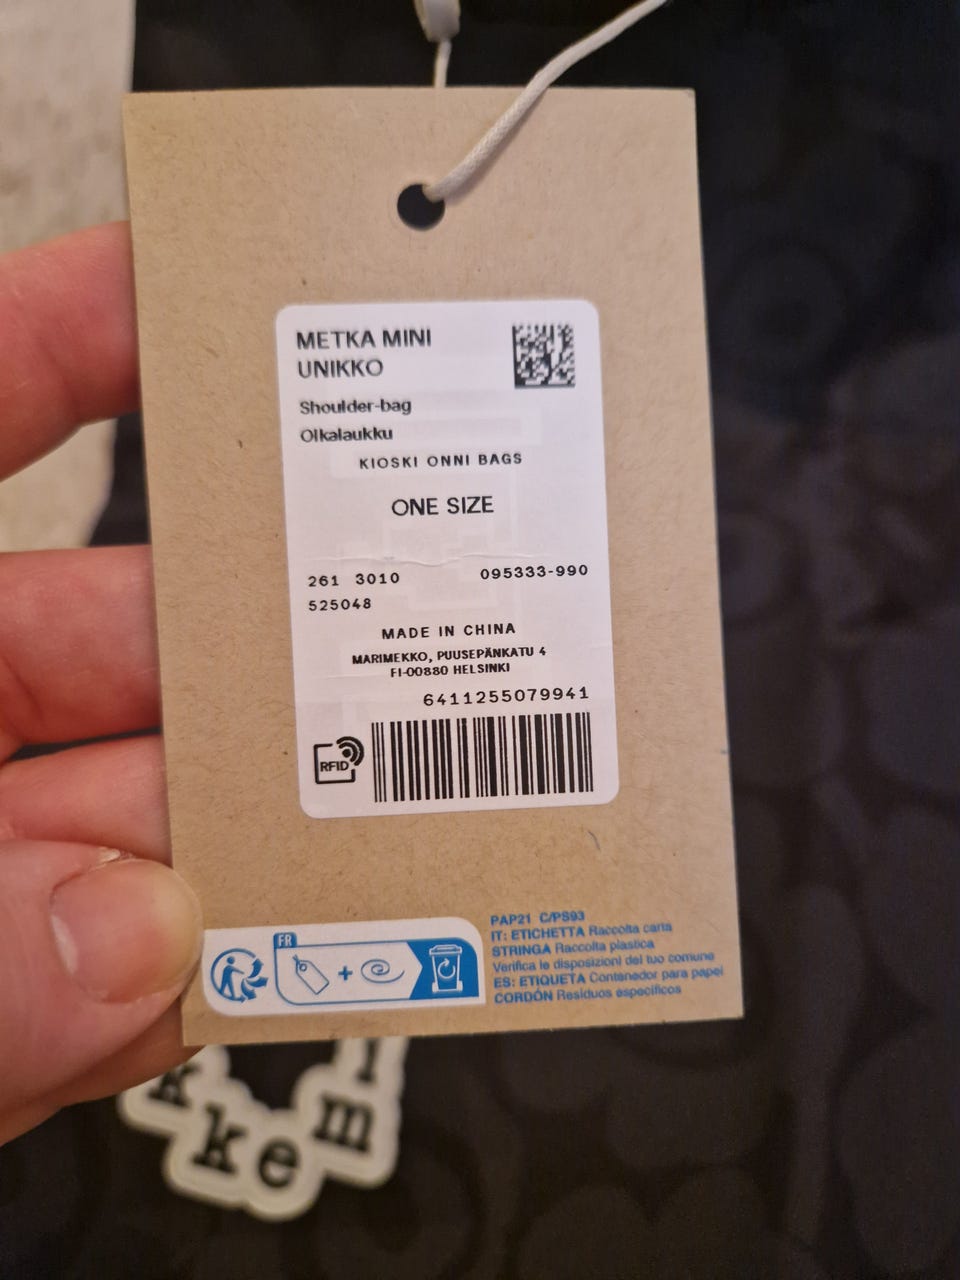 METKA MINI
UNIKKO
Shoulder-bag
Olkalaukku
KIOSKI ONNI BAGS
ONE SIZE
261 3010 095333-990
525048
MADE IN CHINA
MARIMEKKO, PUUSEPÄNKATU 4
FI-00880 HELSINKI
6411255079941
RFID
FR
PAP21 C/PS93
IT: ETICHETTA Raccolta carta
STRINGA Raccolta plastica
Verifica le disposizioni del tuo comune
ES: ETIQUETA Contenedor para papel
CORDÓN Residuos específicos
k k e m i